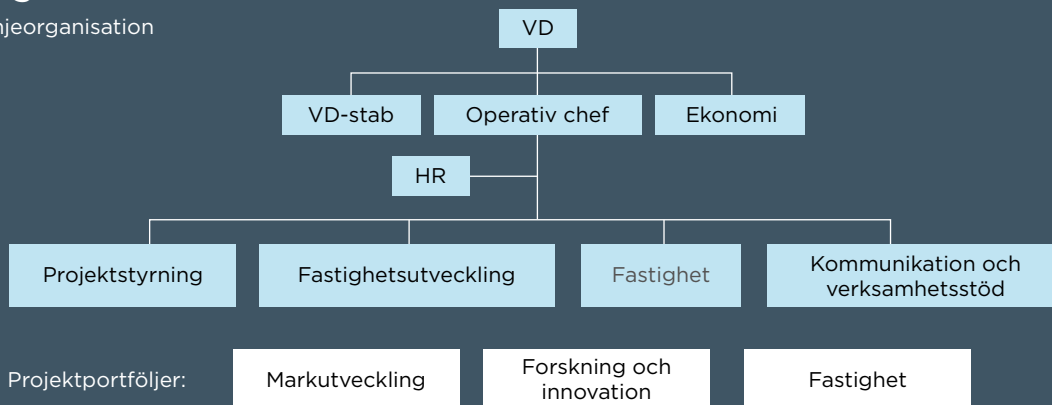 njeorganisation
VD
VD-stab
Operativ chef
Ekonomi
HR
Projektstyrning
Fastighetsutveckling
Fastighet
Kommunikation och
verksamhetsstöd
Projektportföljer:
Markutveckling
Forskning och
innovation
Fastighet